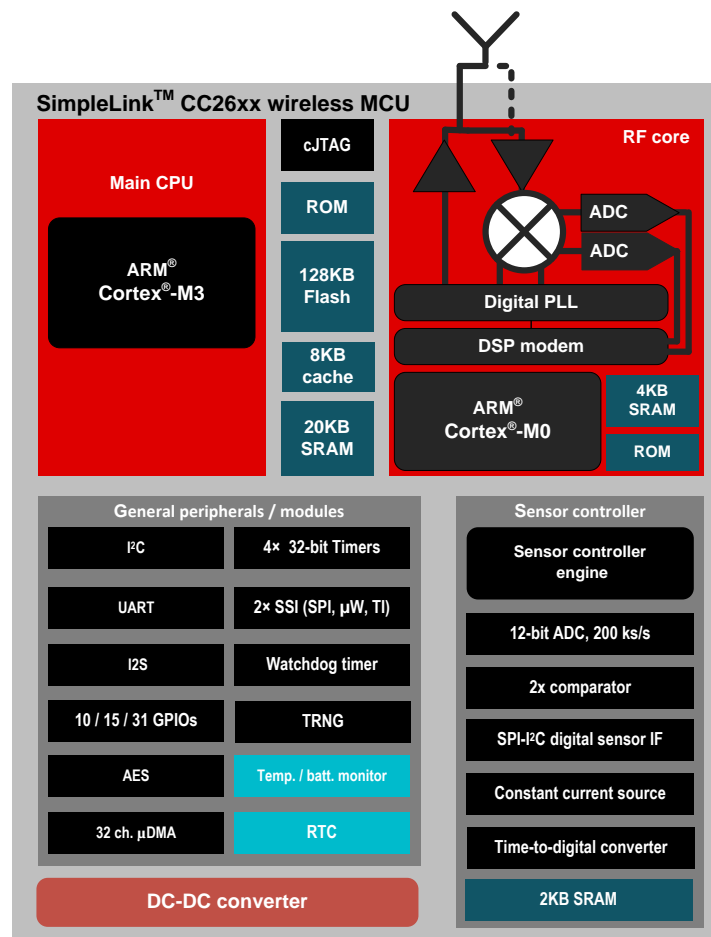 SimpleLink™ CC26xx wireless MCU
Main CPU
ARM®
Cortex®-M3
cJTAG
ROM
128KB
Flash
8KB
cache
20KB
SRAM
RF core
ADC
ADC
Digital PLL
DSP modem
ARM®
Cortex®-M0
4KB
SRAM
ROM
General peripherals / modules
I²C
4× 32-bit Timers
UART
2× SSI (SPI, µW, TI)
I2S
Watchdog timer
10 / 15 / 31 GPIOs
TRNG
AES
Temp. / batt. monitor
32 ch. µDMA
RTC
Sensor controller
Sensor controller
engine
12-bit ADC, 200 ks/s
2x comparator
SPI-I²C digital sensor IF
Constant current source
Time-to-digital converter
2KB SRAM
DC-DC converter